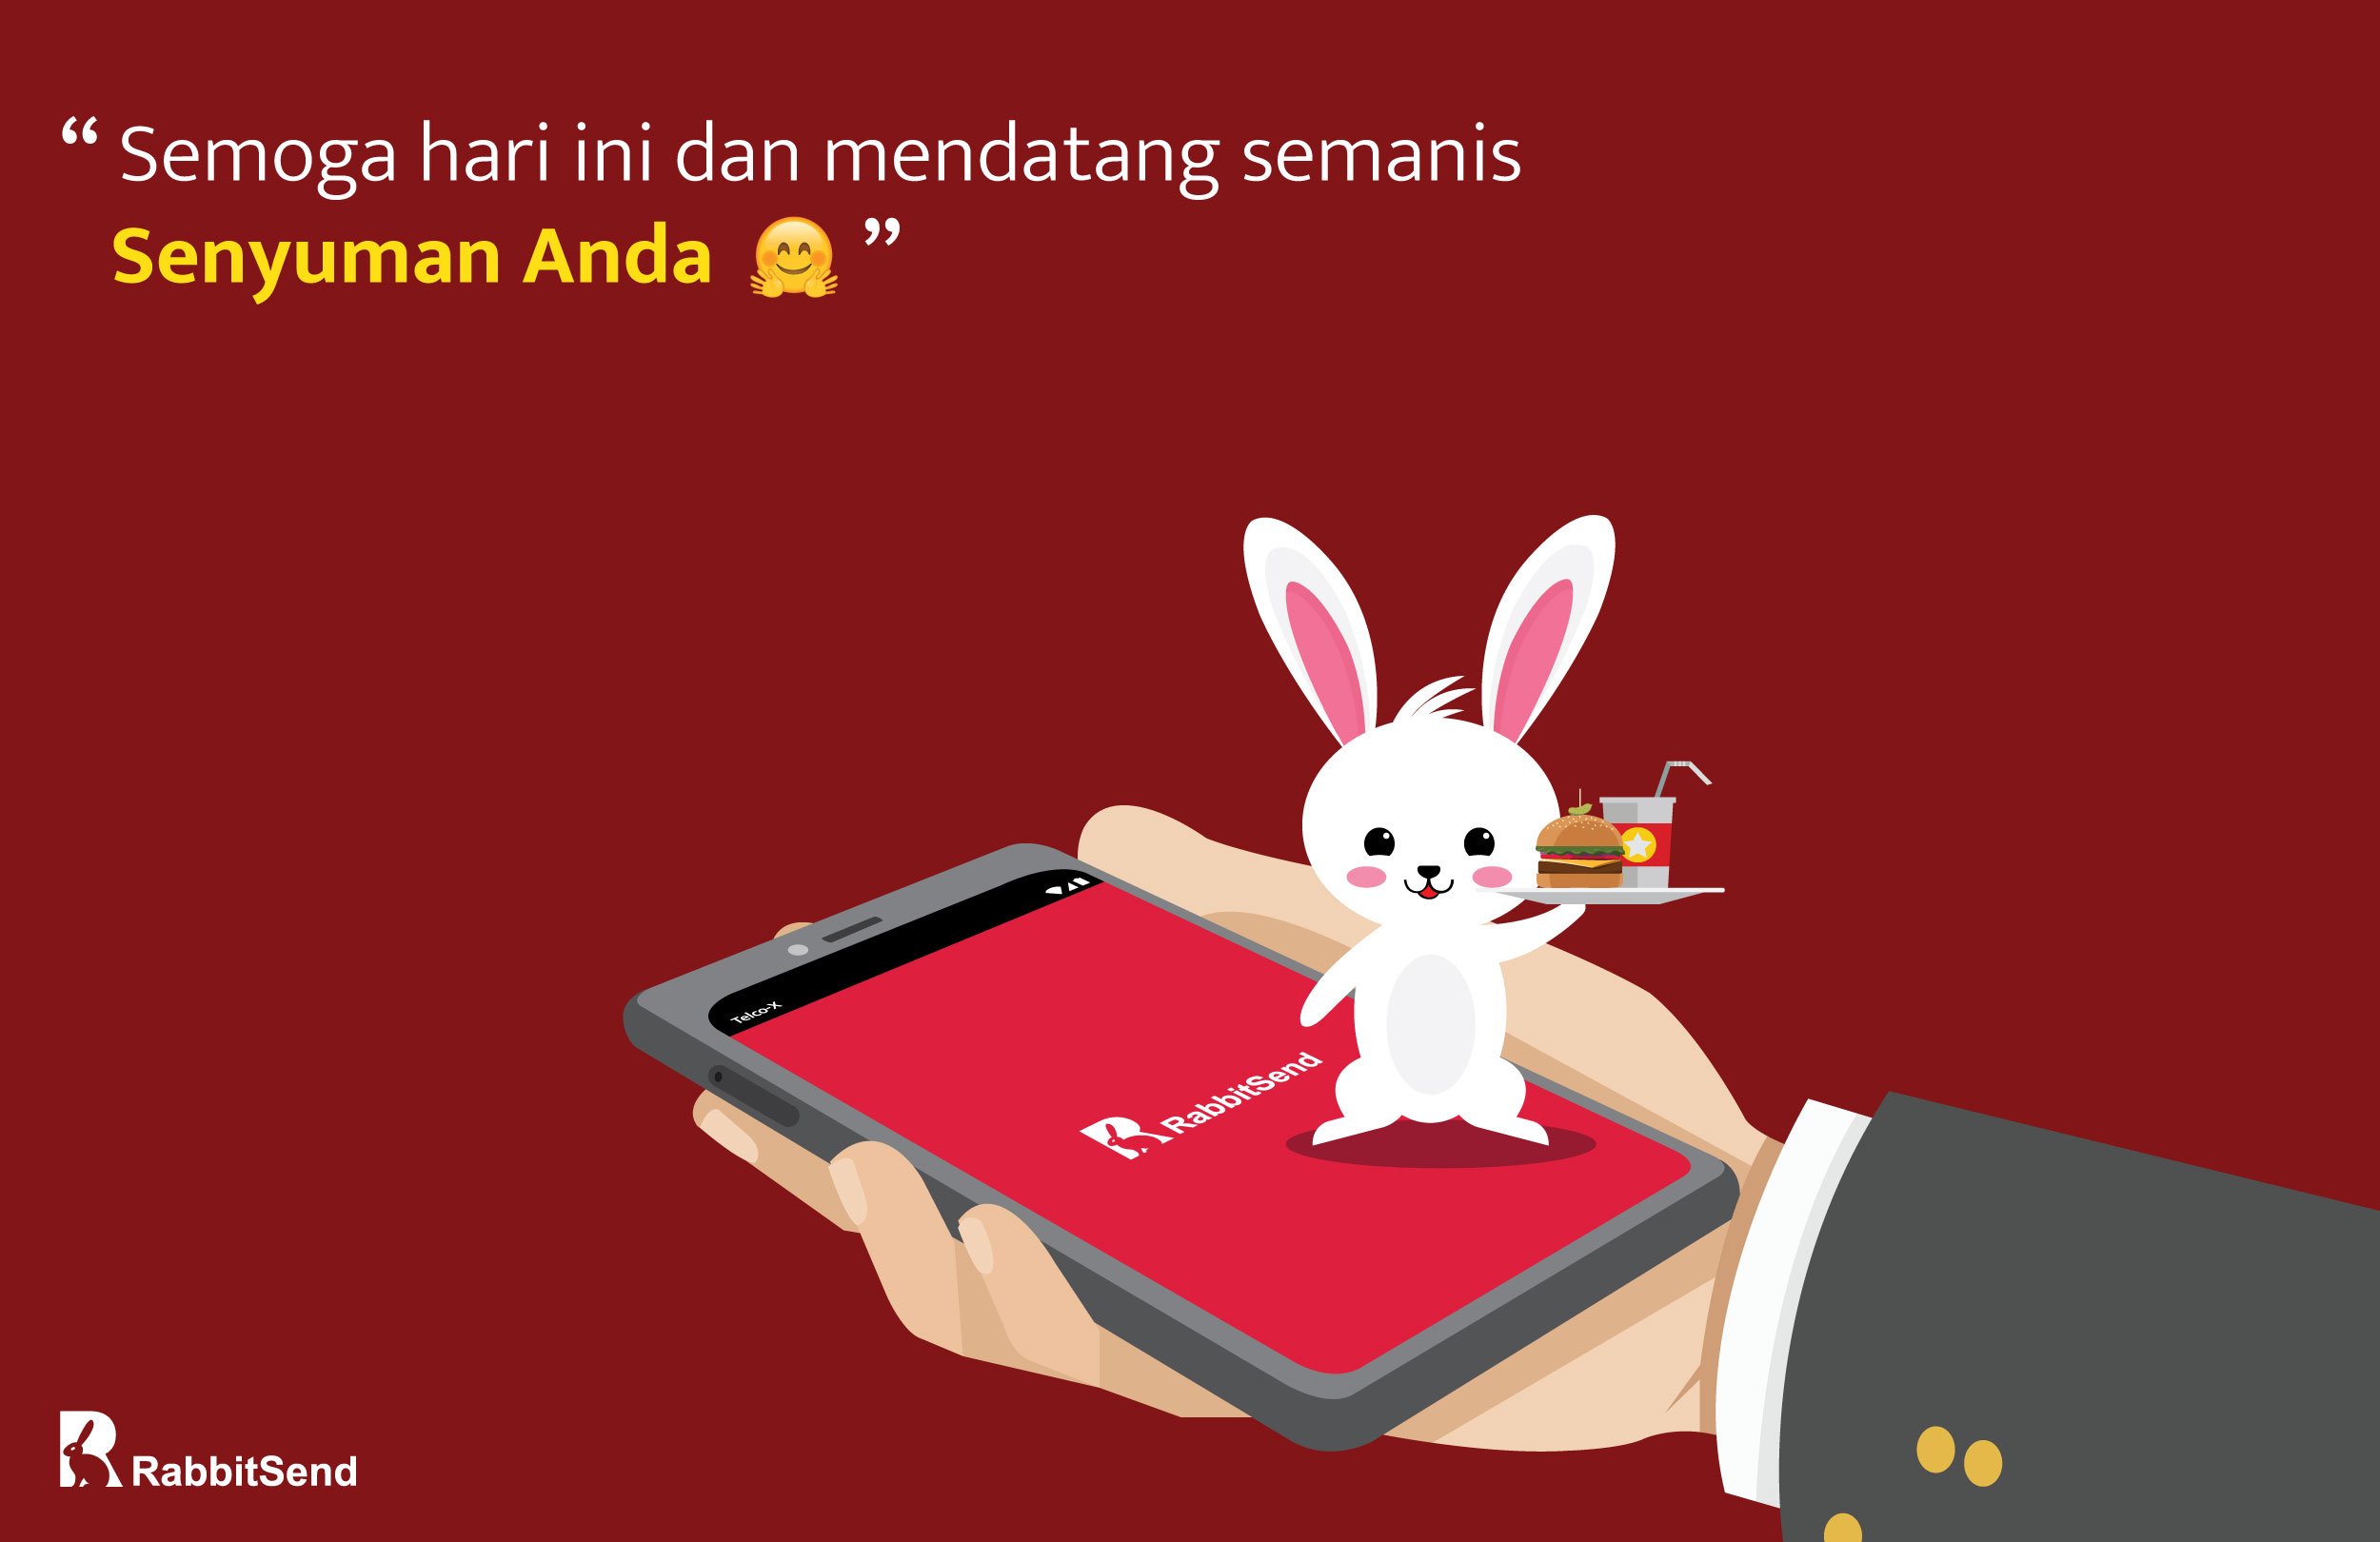 “ Semoga hari ini dan mendatang semanis
Senyuman Anda 🤗 ”
Telco-X
RabbitSend
RabbitSend